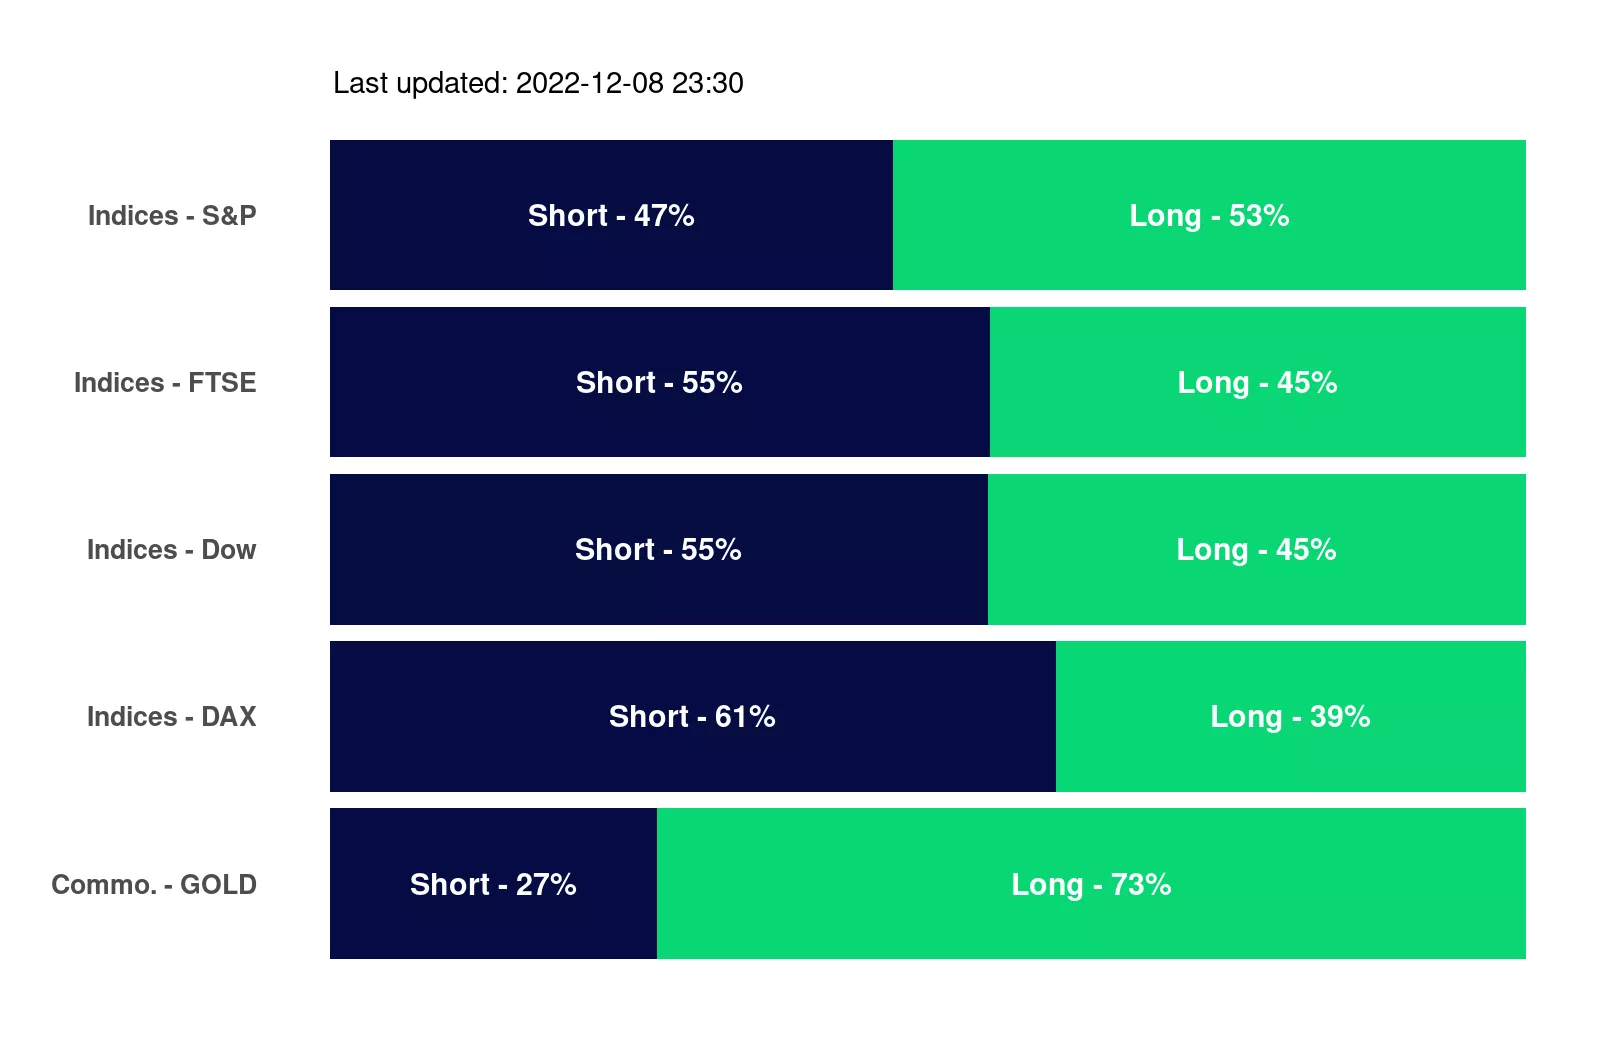 Last updated: 2022-12-08 23:30
Indices - S&P Short - 47% Long - 53%
Indices - FTSE Short - 55% Long - 45%
Indices - Dow Short - 55% Long - 45%
Indices - DAX Short - 61% Long - 39%
Commo. - GOLD Short - 27% Long - 73%